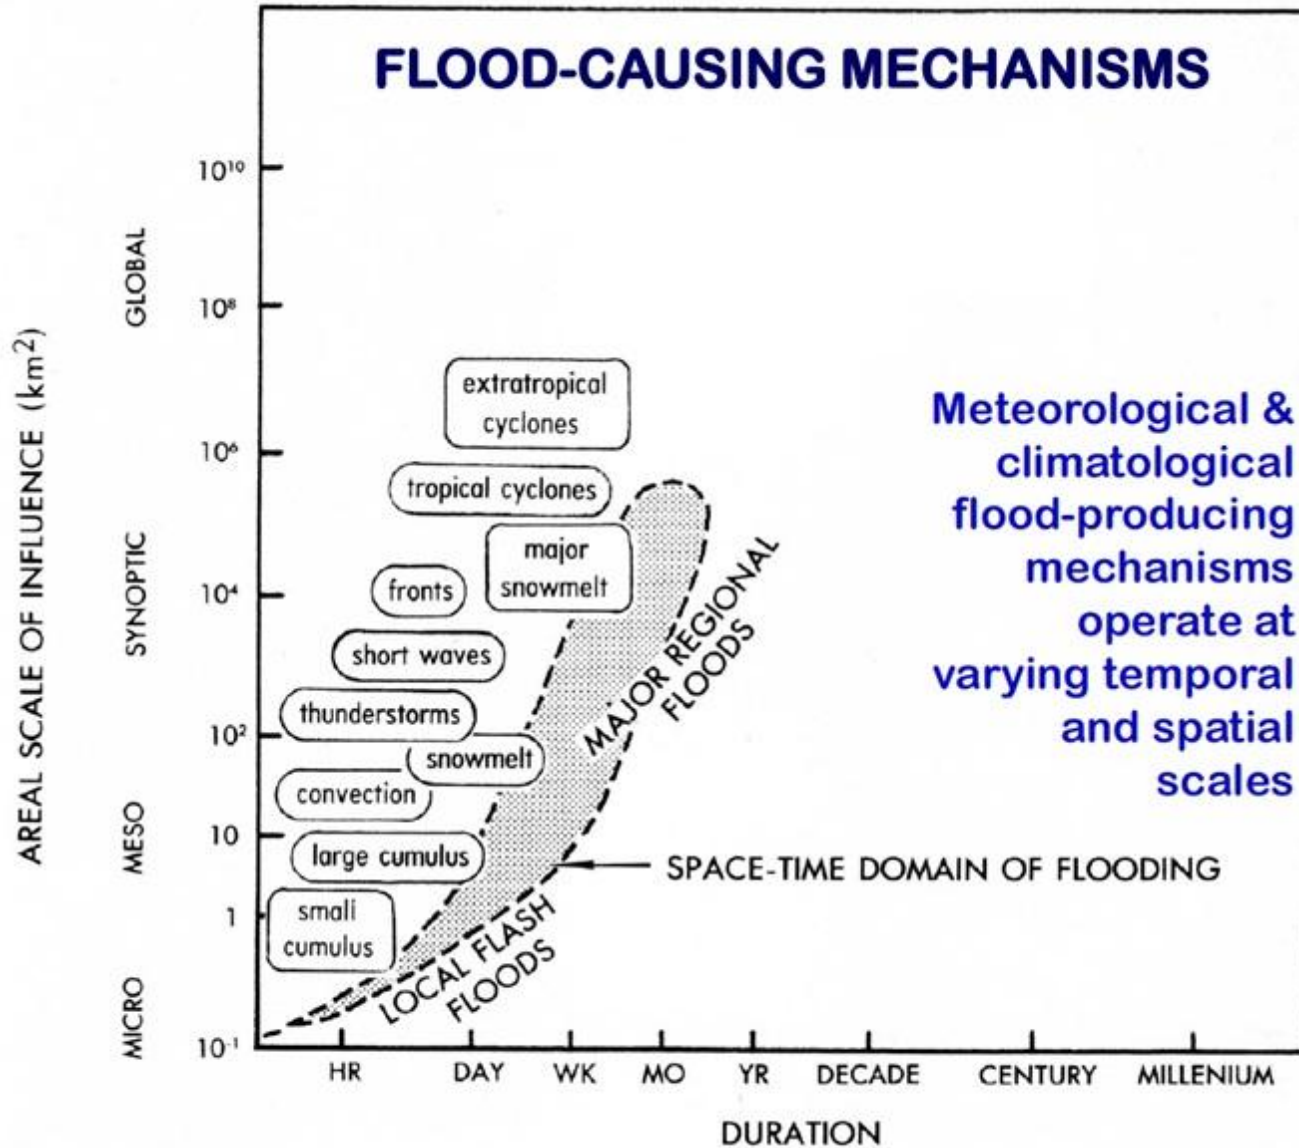 FLOOD-CAUSING MECHANISMS
AREAL SCALE OF INFLUENCE (km²)
GLOBAL
SYNOPTIC
MESO
MICRO
10¹⁰
10⁸
10⁶
10⁴
10²
10
1
10⁻¹
extratropical
cyclones
tropical cyclones
major
snowmelt
fronts
short waves
thunderstorms
snowmelt
convection
large cumulus
small
cumulus
MAJOR REGIONAL
FLOODS
LOCAL FLASH
FLOODS
SPACE-TIME DOMAIN OF FLOODING
Meteorological &
climatological
flood-producing
mechanisms
operate at
varying temporal
and spatial
scales
HR DAY WK MO YR DECADE CENTURY MILLENIUM
DURATION